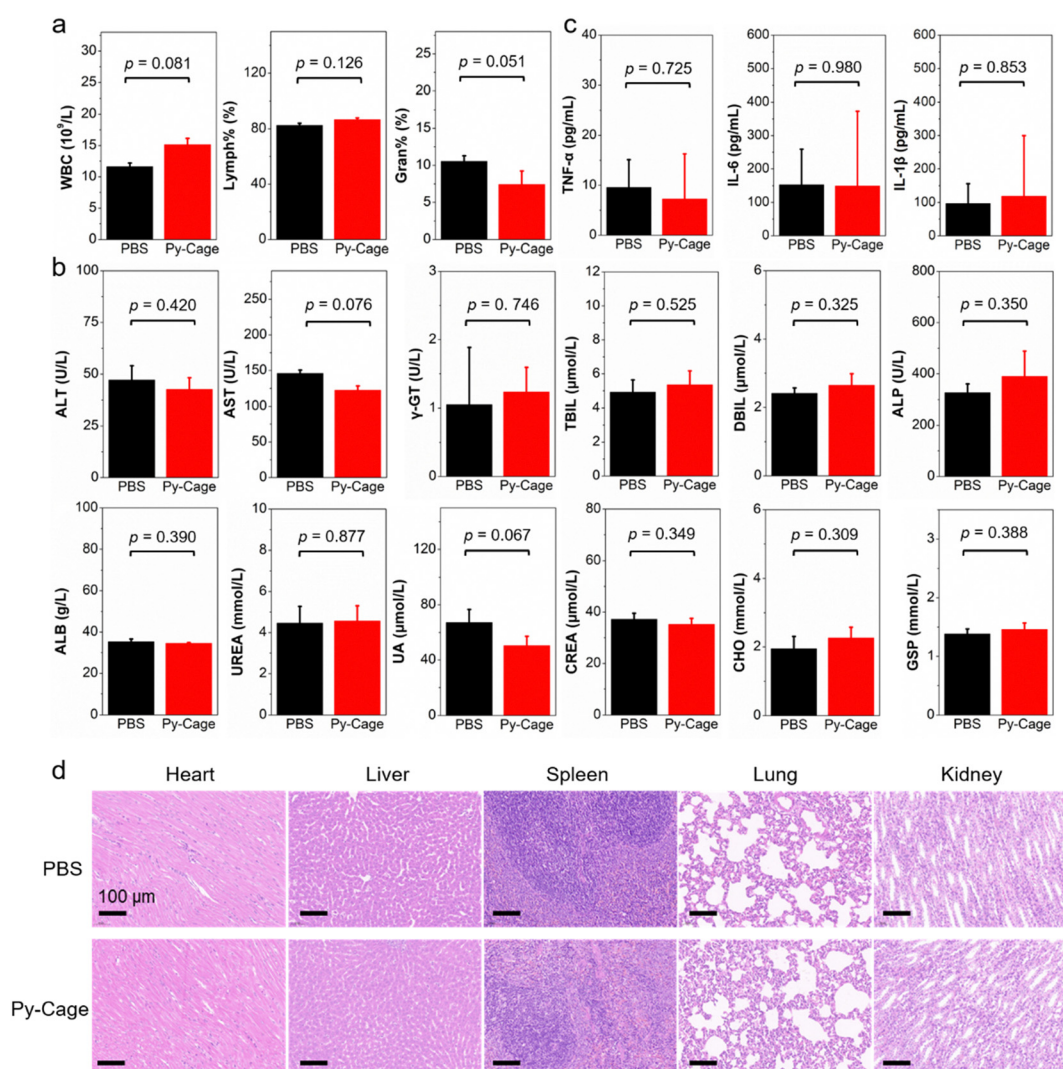 a
WBC (10⁹/L)
30
25
20
15
10
5
0
p = 0.081
PBS Py-Cage
Lymph% (%)
120
80
40
0
p = 0.126
PBS Py-Cage
Gran% (%)
25
20
15
10
5
0
p = 0.051
PBS Py-Cage
c
TNF-α (pg/mL)
40
30
20
10
0
p = 0.725
PBS Py-Cage
IL-6 (pg/mL)
600
500
400
300
200
100
0
p = 0.980
PBS Py-Cage
IL-1β (pg/mL)
600
500
400
300
200
100
0
p = 0.853
PBS Py-Cage
b
ALT (U/L)
100
75
50
25
0
p = 0.420
PBS Py-Cage
AST (U/L)
250
200
150
100
50
0
p = 0.076
PBS Py-Cage
γ-GT (U/L)
3
2
1
0
p = 0. 746
PBS Py-Cage
TBIL (μmol/L)
12
10
8
6
4
2
0
p = 0.525
PBS Py-Cage
DBIL (μmol/L)
6
4
2
0
p = 0.325
PBS Py-Cage
ALP (U/L)
800
600
400
200
0
p = 0.350
PBS Py-Cage
ALB (g/L)
100
80
60
40
20
0
p = 0.390
PBS Py-Cage
UREA (mmol/L)
10
8
6
4
2
0
p = 0.877
PBS Py-Cage
UA (μmol/L)
120
80
40
0
p = 0.067
PBS Py-Cage
CREA (μmol/L)
80
60
40
20
0
p = 0.349
PBS Py-Cage
CHO (mmol/L)
6
4
2
0
p = 0.309
PBS Py-Cage
GSP (mmol/L)
3
2
1
0
p = 0.388
PBS Py-Cage
d
Heart Liver Spleen Lung Kidney
PBS
100 μm
Py-Cage